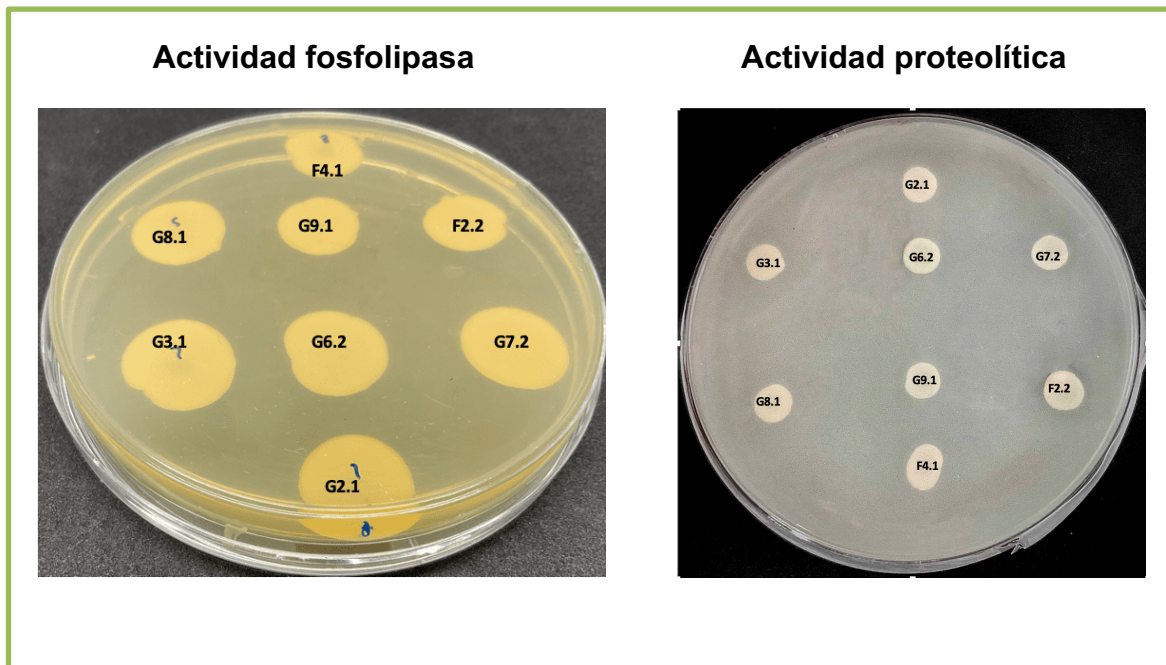 Actividad fosfolipasa
Actividad proteolítica
F4.1
G8.1
G9.1
F2.2
G3.1
G6.2
G7.2
G2.1
G2.1
G3.1
G6.2
G7.2
G8.1
G9.1
F2.2
F4.1